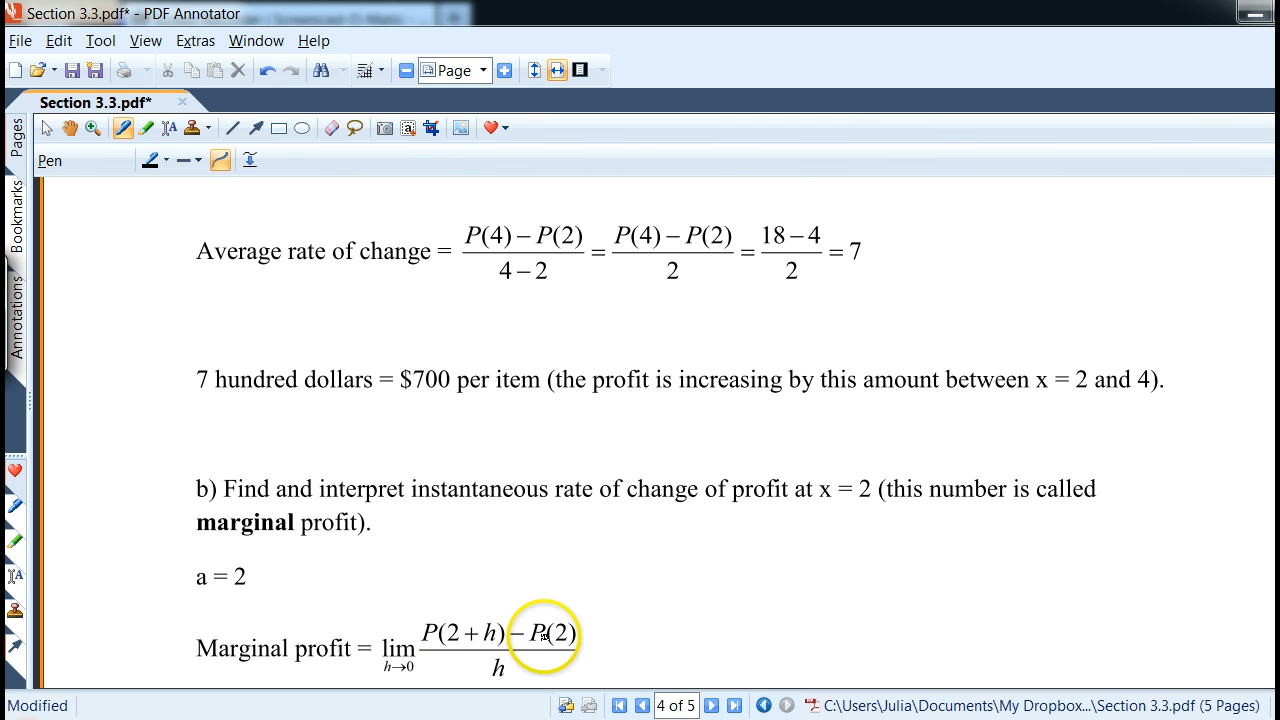 Section 3.3.pdf* - PDF Annotator
File Edit Tool View Extras Window Help
Page
Section 3.3.pdf*
Pen
Pages
Bookmarks
Annotations
Average rate of change = P(4) − P(2) / 4 − 2 = P(4) − P(2) / 2 = 18 − 4 / 2 = 7
7 hundred dollars = $700 per item (the profit is increasing by this amount between x = 2 and 4).
b) Find and interpret instantaneous rate of change of profit at x = 2 (this number is called
marginal profit).
a = 2
Marginal profit = lim h→0 P(2 + h) − P(2) / h
Modified
4 of 5
C:\Users\Julia\Documents\My Dropbox...\Section 3.3.pdf (5 Pages)